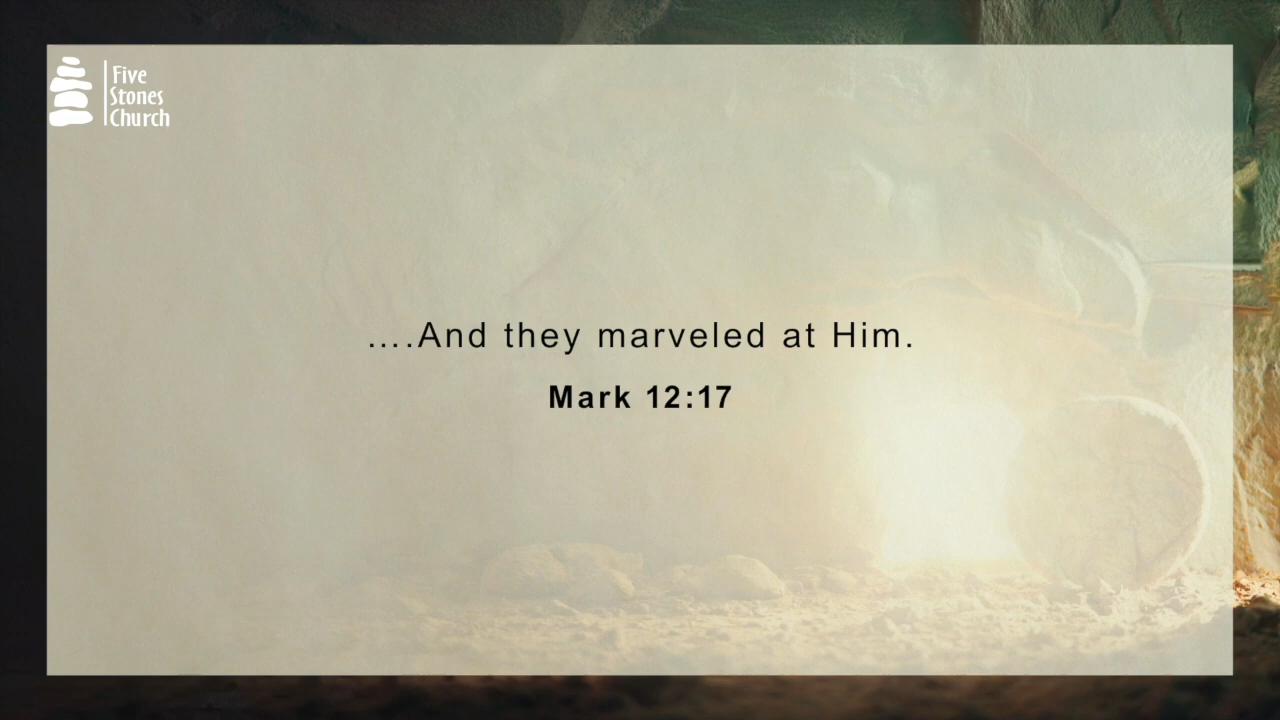 Five
Stones
Church
....And they marveled at Him.
Mark 12:17